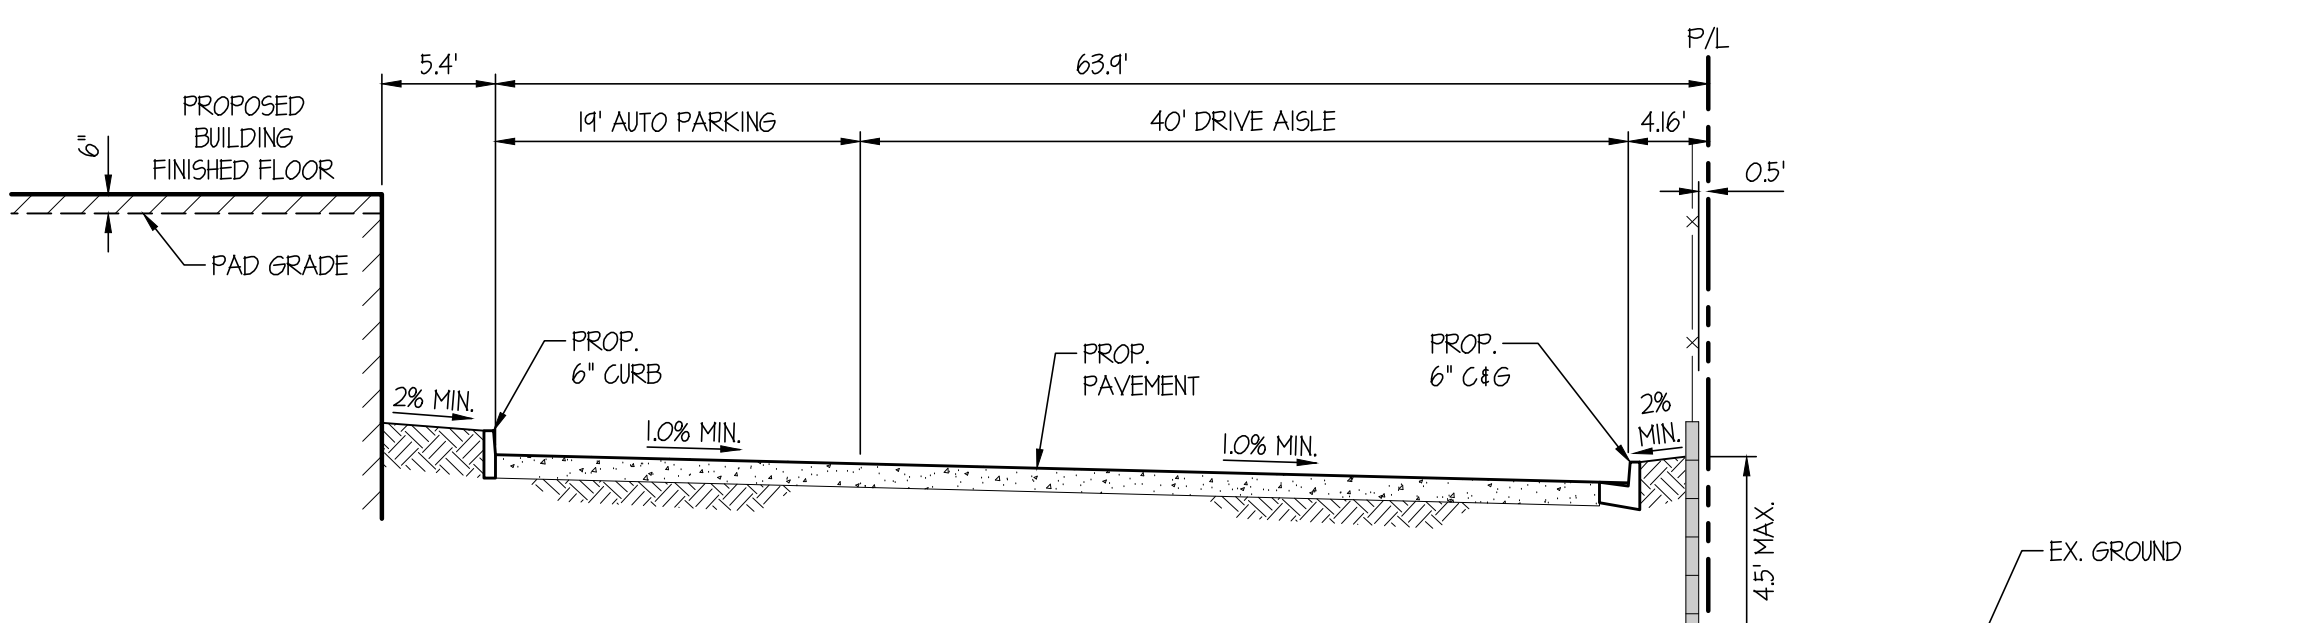 P/L
5.4'
63.9'
PROPOSED
BUILDING
FINISHED FLOOR
6"
19' AUTO PARKING
40' DRIVE AISLE
4.16'
0.5'
PAD GRADE
PROP.
6" CURB
PROP.
PAVEMENT
PROP.
6" C&G
2% MIN.
1.0% MIN.
1.0% MIN.
2%
MIN.
4.5' MAX.
EX. GROUND